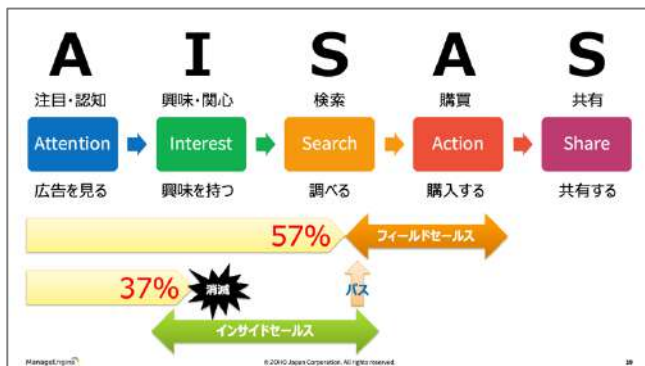 A I S A S
注目・認知 興味・関心 検索 購買 共有
Attention Interest Search Action Share
広告を見る 興味を持つ 調べる 購入する 共有する
57% フィールドセールス
37% 消滅 パス
インサイドセールス
ManageEngine © ZOHO Japan Corporation. All rights reserved. 39